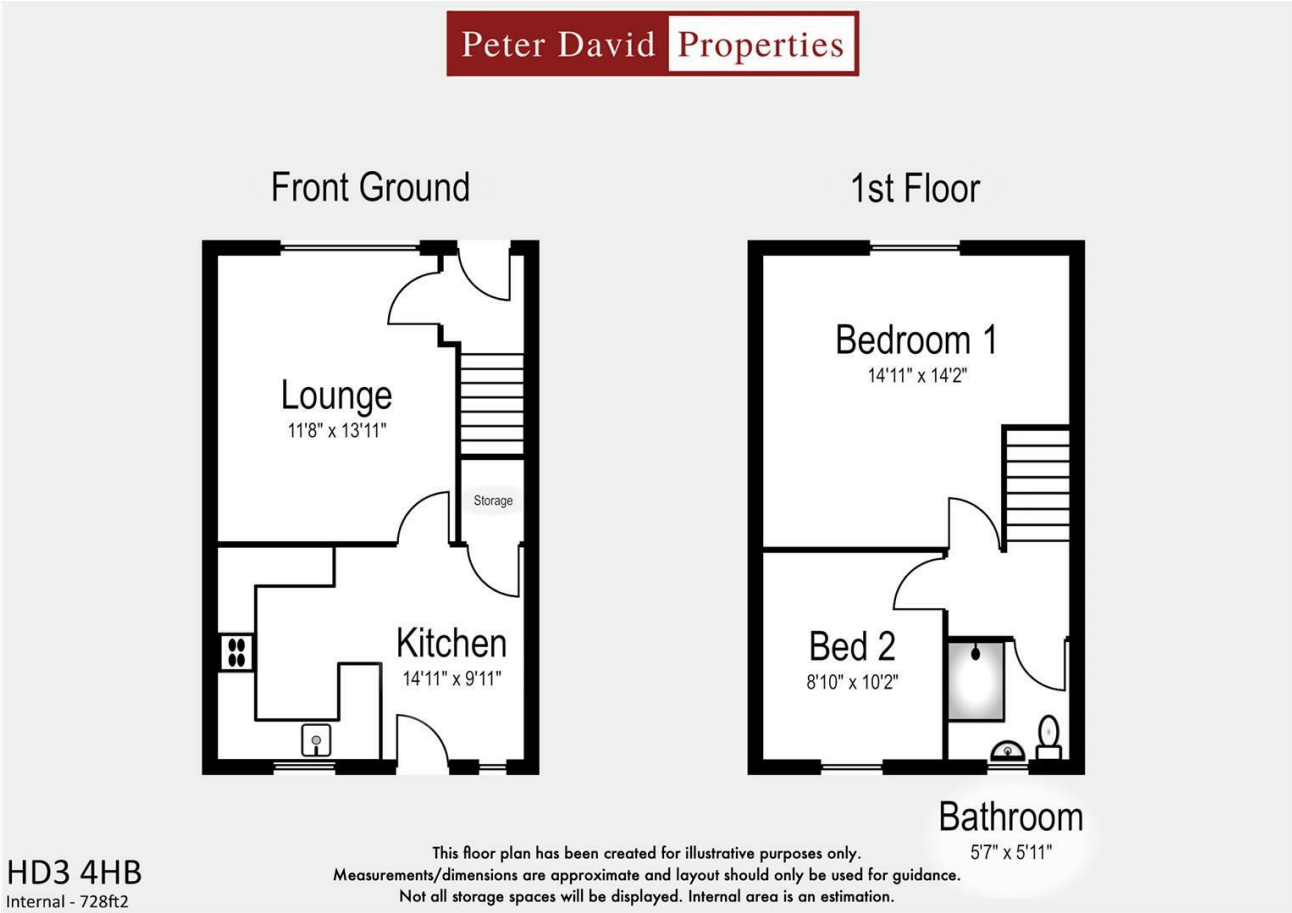 Peter David Properties
Front Ground
1st Floor
Lounge
11'8" x 13'11"
Storage
Kitchen
14'11" x 9'11"
Bedroom 1
14'11" x 14'2"
Bed 2
8'10" x 10'2"
Bathroom
5'7" x 5'11"
HD3 4HB
Internal - 728ft2
This floor plan has been created for illustrative purposes only.
Measurements/dimensions are approximate and layout should only be used for guidance.
Not all storage spaces will be displayed. Internal area is an estimation.